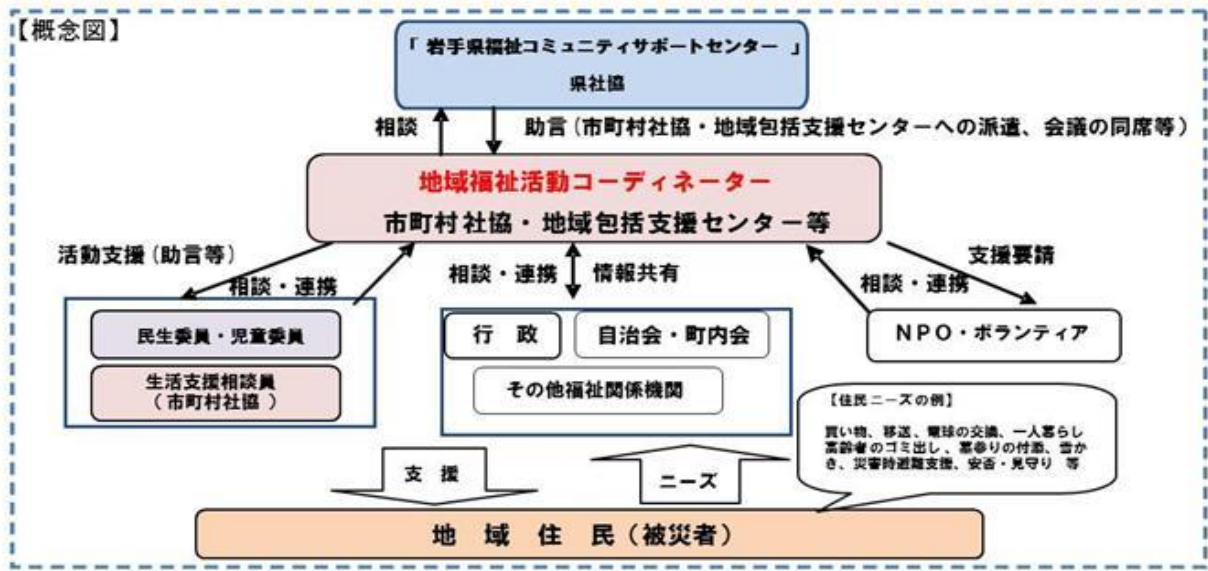 【概念図】
「 岩手県福祉コミュニティサポートセンター 」
県社協
相談
助言(市町村社協・地域包括支援センターへの派遣、会議の同席等)
地域福祉活動コーディネーター
市町村社協・地域包括支援センター等
活動支援(助言等)
相談・連携
相談・連携
情報共有
支援要請
相談・連携
民生委員・児童委員
生活支援相談員
( 市町村社協 )
行 政
自治会・町内会
その他福祉関係機関
NPO・ボランティア
【住民ニーズの例】
買い物、移送、電球の交換、一人暮らし
高齢者のゴミ出し、墓参りの付添、雪か
き、災害時避難支援、安否・見守り 等
支 援
ニーズ
地 域 住 民(被災者)